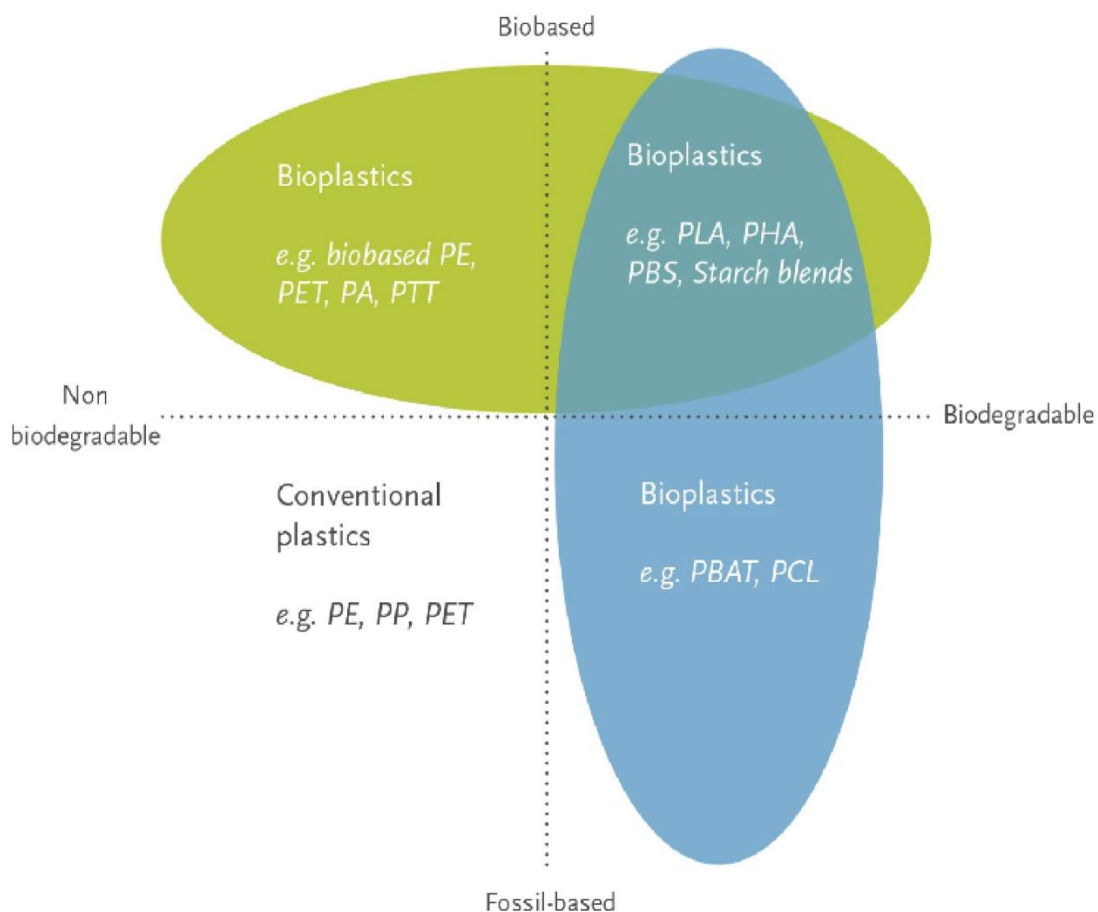 Biobased
Bioplastics
e.g. biobased PE,
PET, PA, PTT
Bioplastics
e.g. PLA, PHA,
PBS, Starch blends
Non
biodegradable
Biodegradable
Conventional
plastics
e.g. PE, PP, PET
Bioplastics
e.g. PBAT, PCL
Fossil-based